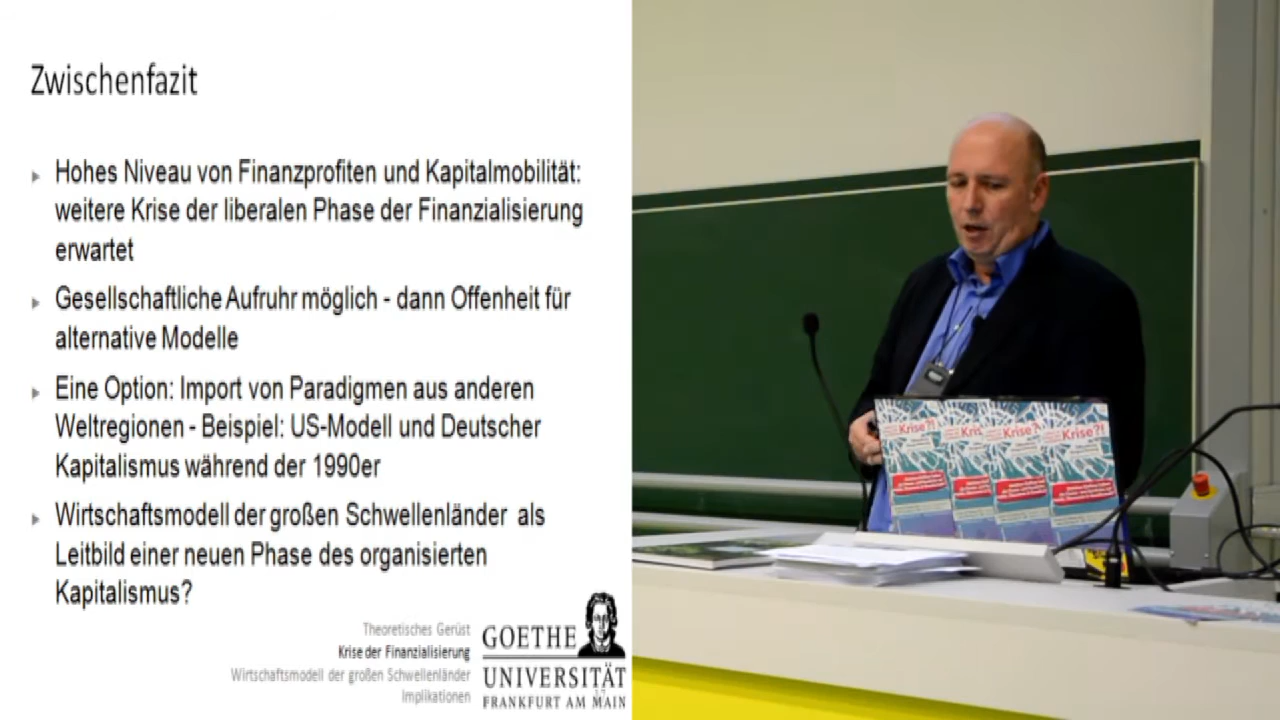 Zwischenfazit
Hohes Niveau von Finanzprofiten und Kapitalmobilität:
weitere Krise der liberalen Phase der Finanzialisierung
erwartet
Gesellschaftliche Aufruhr möglich - dann Offenheit für
alternative Modelle
Eine Option: Import von Paradigmen aus anderen
Weltregionen - Beispiel: US-Modell und Deutscher
Kapitalismus während der 1990er
Wirtschaftsmodell der großen Schwellenländer als
Leitbild einer neuen Phase des organisierten
Kapitalismus?
Theoretisches Gerüst
Krise der Finanzialisierung
Wirtschaftsmodell der großen Schwellenländer
Implikationen
GOETHE
UNIVERSITÄT
FRANKFURT AM MAIN
17
Krise?!
Kris
Krise?
Krise?!